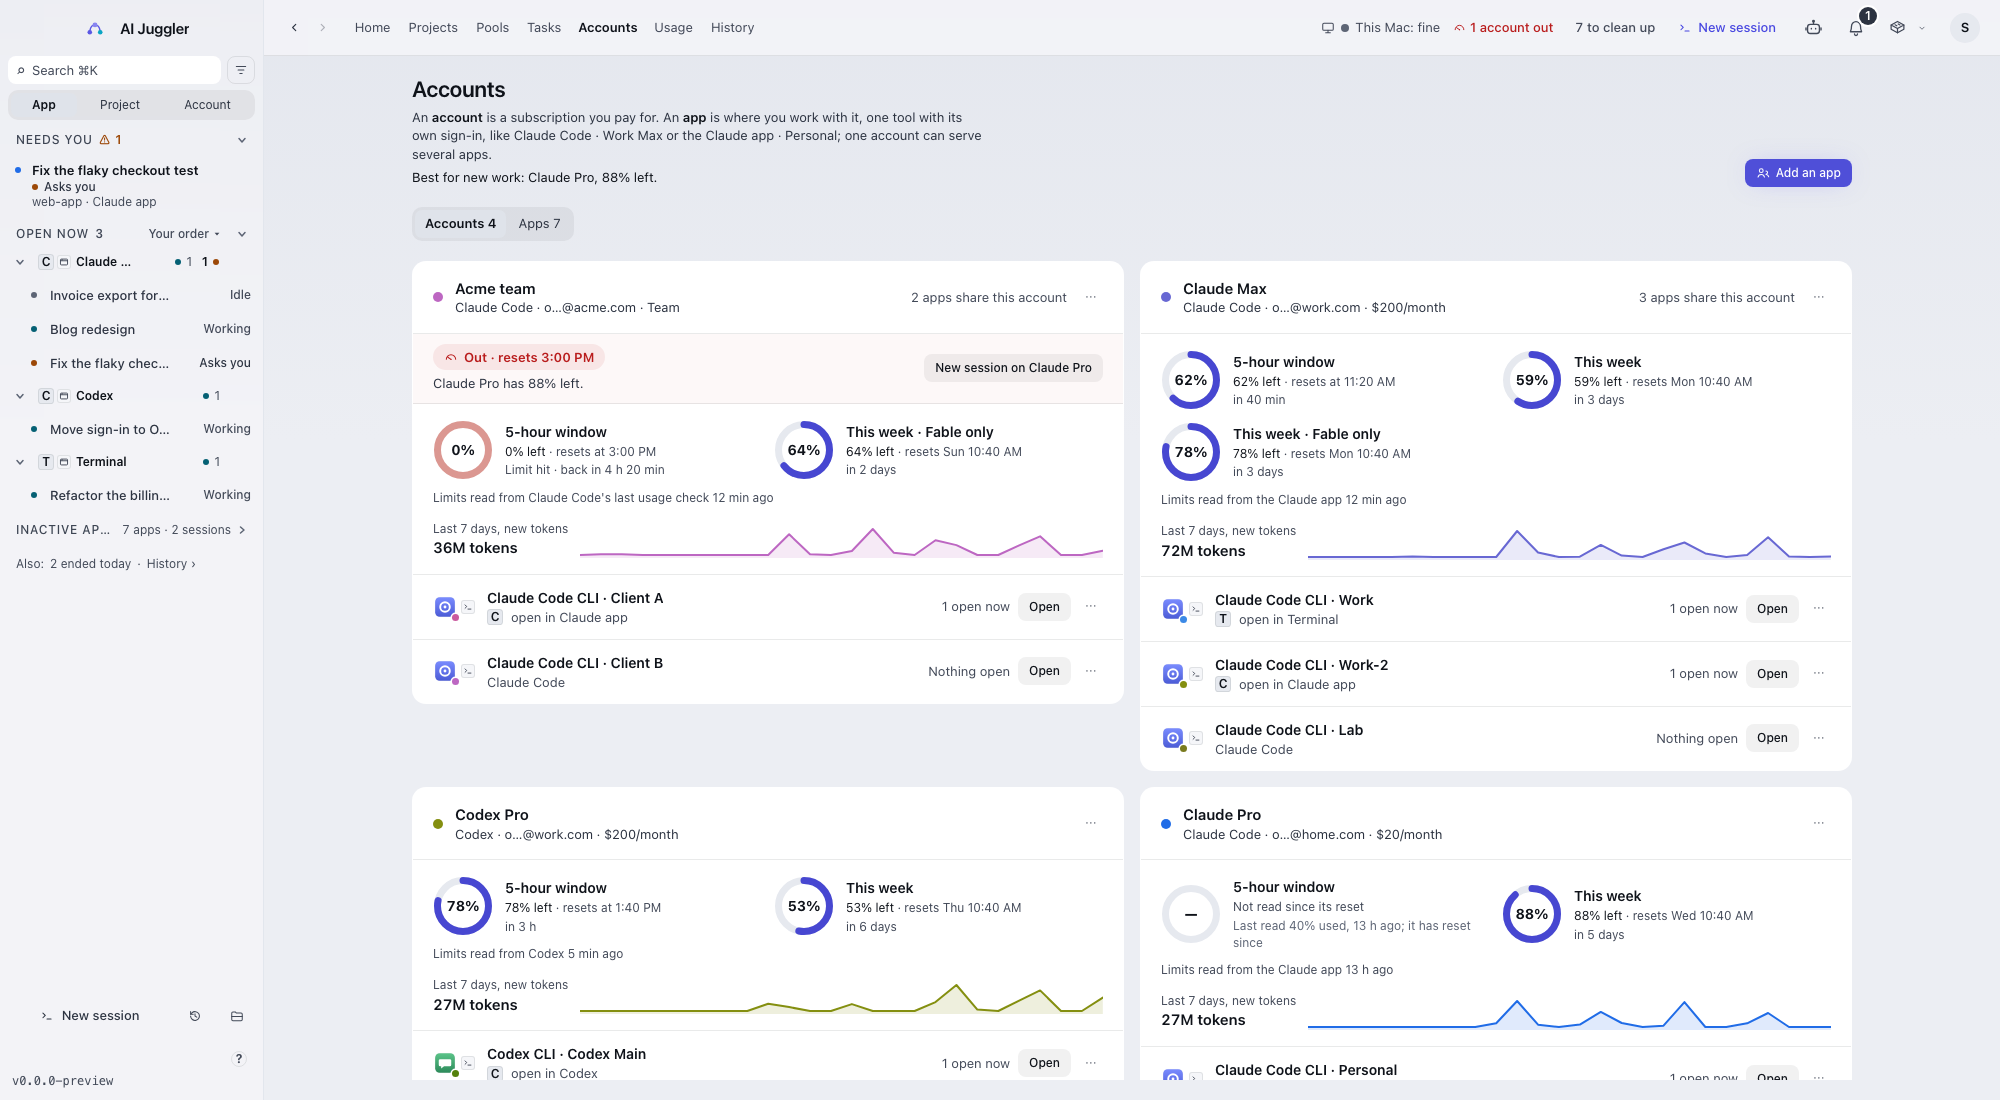 AI Juggler
Search ⌘K
App Project Account
NEEDS YOU 1
Fix the flaky checkout test
Asks you
web-app · Claude app
OPEN NOW 3 Your order
C Claude ... 1 1
Invoice export for... Idle
Blog redesign Working
Fix the flaky chec... Asks you
C Codex 1
Move sign-in to O... Working
T Terminal 1
Refactor the billin... Working
INACTIVE AP... 7 apps · 2 sessions
Also: 2 ended today · History ›
New session
?
v0.0.0-preview
Home Projects Pools Tasks Accounts Usage History
This Mac: fine 1 account out 7 to clean up New session 1 S
Accounts
An account is a subscription you pay for. An app is where you work with it, one tool with its
own sign-in, like Claude Code · Work Max or the Claude app · Personal; one account can serve
several apps.
Best for new work: Claude Pro, 88% left.
Add an app
Accounts 4 Apps 7
Acme team
Claude Code · o...@acme.com · Team
2 apps share this account
Out · resets 3:00 PM
Claude Pro has 88% left.
New session on Claude Pro
0%
5-hour window
0% left · resets at 3:00 PM
Limit hit · back in 4 h 20 min
64%
This week · Fable only
64% left · resets Sun 10:40 AM
in 2 days
Limits read from Claude Code's last usage check 12 min ago
Last 7 days, new tokens
36M tokens
Claude Code CLI · Client A
C open in Claude app
1 open now Open
Claude Code CLI · Client B
Claude Code
Nothing open Open
Claude Max
Claude Code · o...@work.com · $200/month
3 apps share this account
62%
5-hour window
62% left · resets at 11:20 AM
in 40 min
59%
This week
59% left · resets Mon 10:40 AM
in 3 days
78%
This week · Fable only
78% left · resets Mon 10:40 AM
in 3 days
Limits read from the Claude app 12 min ago
Last 7 days, new tokens
72M tokens
Claude Code CLI · Work
T open in Terminal
1 open now Open
Claude Code CLI · Work-2
C open in Claude app
1 open now Open
Claude Code CLI · Lab
Claude Code
Nothing open Open
Codex Pro
Codex · o...@work.com · $200/month
78%
5-hour window
78% left · resets at 1:40 PM
in 3 h
53%
This week
53% left · resets Thu 10:40 AM
in 6 days
Limits read from Codex 5 min ago
Last 7 days, new tokens
27M tokens
Codex CLI · Codex Main
C open in Codex
1 open now Open
Claude Pro
Claude Code · o...@home.com · $20/month
–
5-hour window
Not read since its reset
Last read 40% used, 13 h ago; it has reset
since
88%
This week
88% left · resets Wed 10:40 AM
in 5 days
Limits read from the Claude app 13 h ago
Last 7 days, new tokens
27M tokens
Claude Code CLI · Personal
1 open now Open